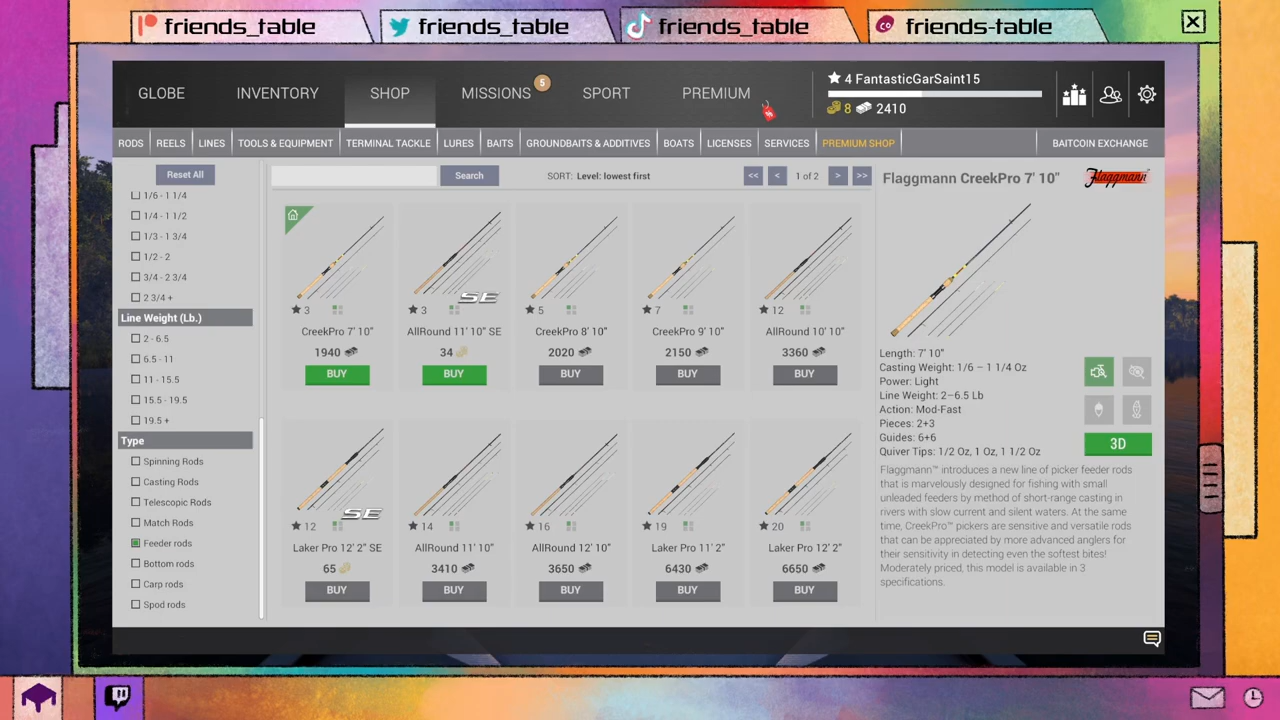 friends_table
friends_table
friends_table
friends-table
GLOBE
INVENTORY
SHOP
MISSIONS
5
SPORT
PREMIUM
4 FantasticGarSaint15
8 2410
RODS
REELS
LINES
TOOLS & EQUIPMENT
TERMINAL TACKLE
LURES
BAITS
GROUNDBAITS & ADDITIVES
BOATS
LICENSES
SERVICES
PREMIUM SHOP
BAITCOIN EXCHANGE
Reset All
1/6 - 1 1/4
1/4 - 1 1/2
1/3 - 1 3/4
1/2 - 2
3/4 - 2 3/4
2 3/4 +
Line Weight (Lb.)
2 - 6.5
6.5 - 11
11 - 15.5
15.5 - 19.5
19.5 +
Type
Spinning Rods
Casting Rods
Telescopic Rods
Match Rods
Feeder rods
Bottom rods
Carp rods
Spod rods
Search
SORT: Level: lowest first
<<
<
1 of 2
>
>>
3
CreekPro 7' 10"
1940
BUY
SE
3
AllRound 11' 10" SE
34
BUY
5
CreekPro 8' 10"
2020
BUY
7
CreekPro 9' 10"
2150
BUY
12
AllRound 10' 10"
3360
BUY
SE
12
Laker Pro 12' 2" SE
65
BUY
14
AllRound 11' 10"
3410
BUY
16
AllRound 12' 10"
3650
BUY
19
Laker Pro 11' 2"
6430
BUY
20
Laker Pro 12' 2"
6650
BUY
Flaggmann CreekPro 7' 10"
Flaggmann
Length: 7' 10"
Casting Weight: 1/6 – 1 1/4 Oz
Power: Light
Line Weight: 2–6.5 Lb
Action: Mod-Fast
Pieces: 2+3
Guides: 6+6
Quiver Tips: 1/2 Oz, 1 Oz, 1 1/2 Oz
3D
Flaggmann™ introduces a new line of picker feeder rods
that is marvelously designed for fishing with small
unleaded feeders by method of short-range casting in
rivers with slow current and silent waters. At the same
time, CreekPro™ pickers are sensitive and versatile rods
that can be appreciated by more advanced anglers for
their sensitivity in detecting even the softest bites!
Moderately priced, this model is available in 3
specifications.